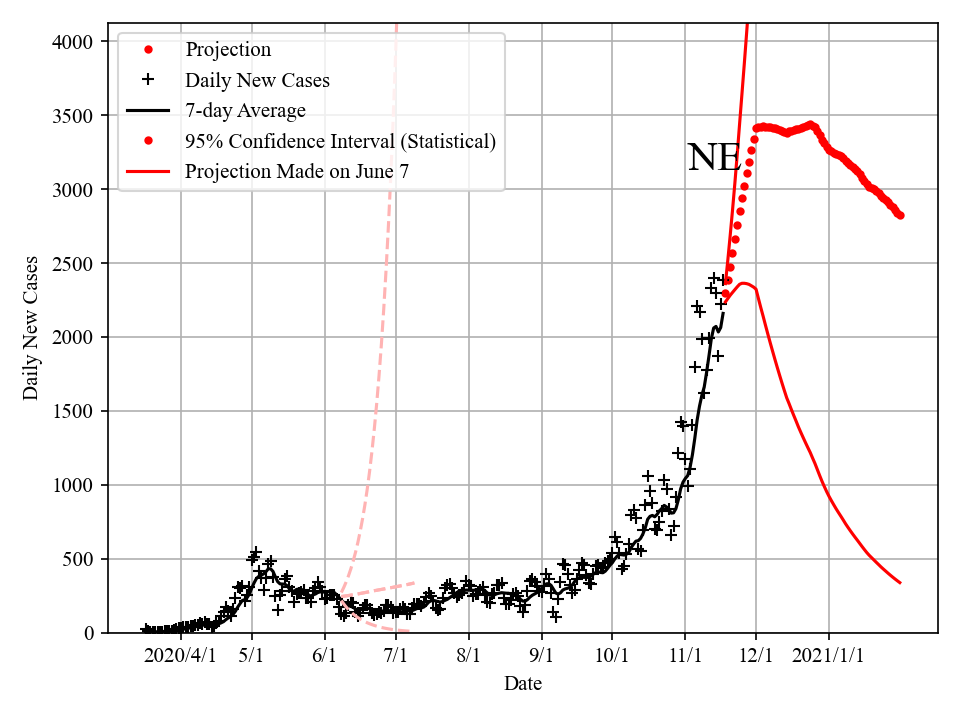 4000
3500
3000
2500
2000
1500
1000
500
0
Daily New Cases
Projection
Daily New Cases
7-day Average
95% Confidence Interval (Statistical)
Projection Made on June 7
NE
2020/4/1 5/1 6/1 7/1 8/1 9/1 10/1 11/1 12/1 2021/1/1
Date